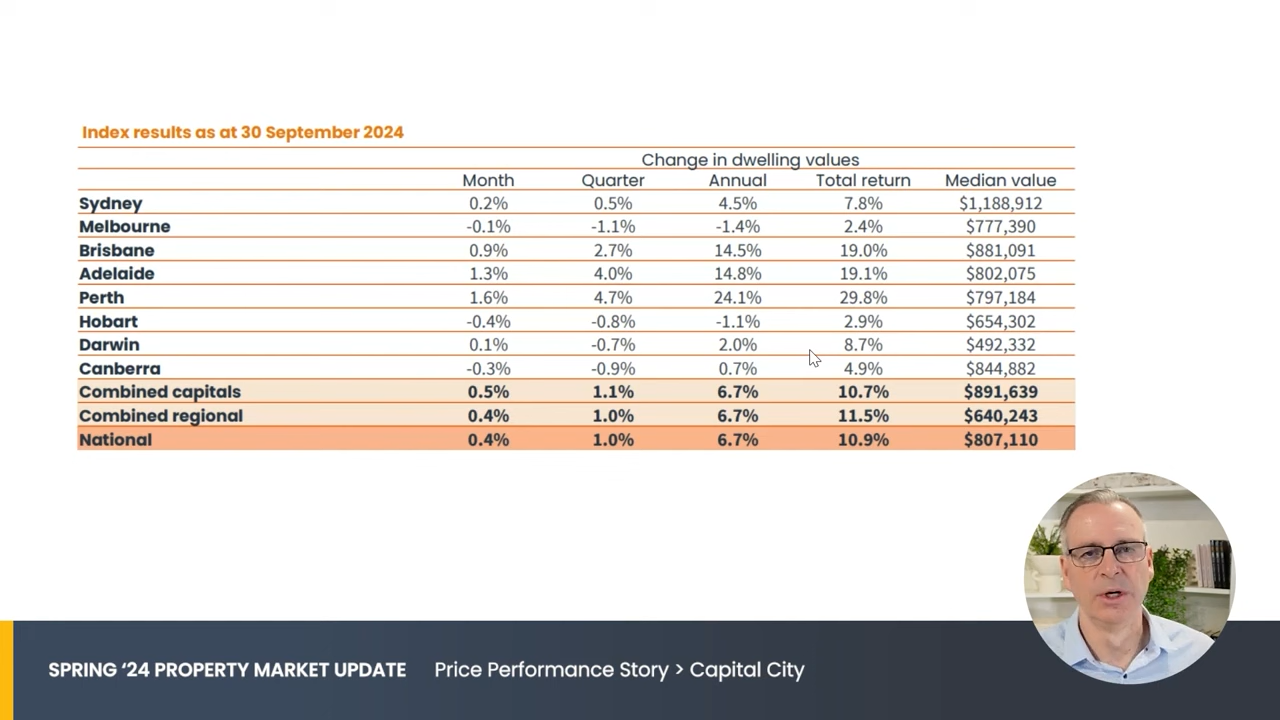 Index results as at 30 September 2024
Change in dwelling values
Month Quarter Annual Total return Median value
Sydney 0.2% 0.5% 4.5% 7.8% $1,188,912
Melbourne -0.1% -1.1% -1.4% 2.4% $777,390
Brisbane 0.9% 2.7% 14.5% 19.0% $881,091
Adelaide 1.3% 4.0% 14.8% 19.1% $802,075
Perth 1.6% 4.7% 24.1% 29.8% $797,184
Hobart -0.4% -0.8% -1.1% 2.9% $654,302
Darwin 0.1% -0.7% 2.0% 8.7% $492,332
Canberra -0.3% -0.9% 0.7% 4.9% $844,882
Combined capitals 0.5% 1.1% 6.7% 10.7% $891,639
Combined regional 0.4% 1.0% 6.7% 11.5% $640,243
National 0.4% 1.0% 6.7% 10.9% $807,110
SPRING ‘24 PROPERTY MARKET UPDATE Price Performance Story > Capital City